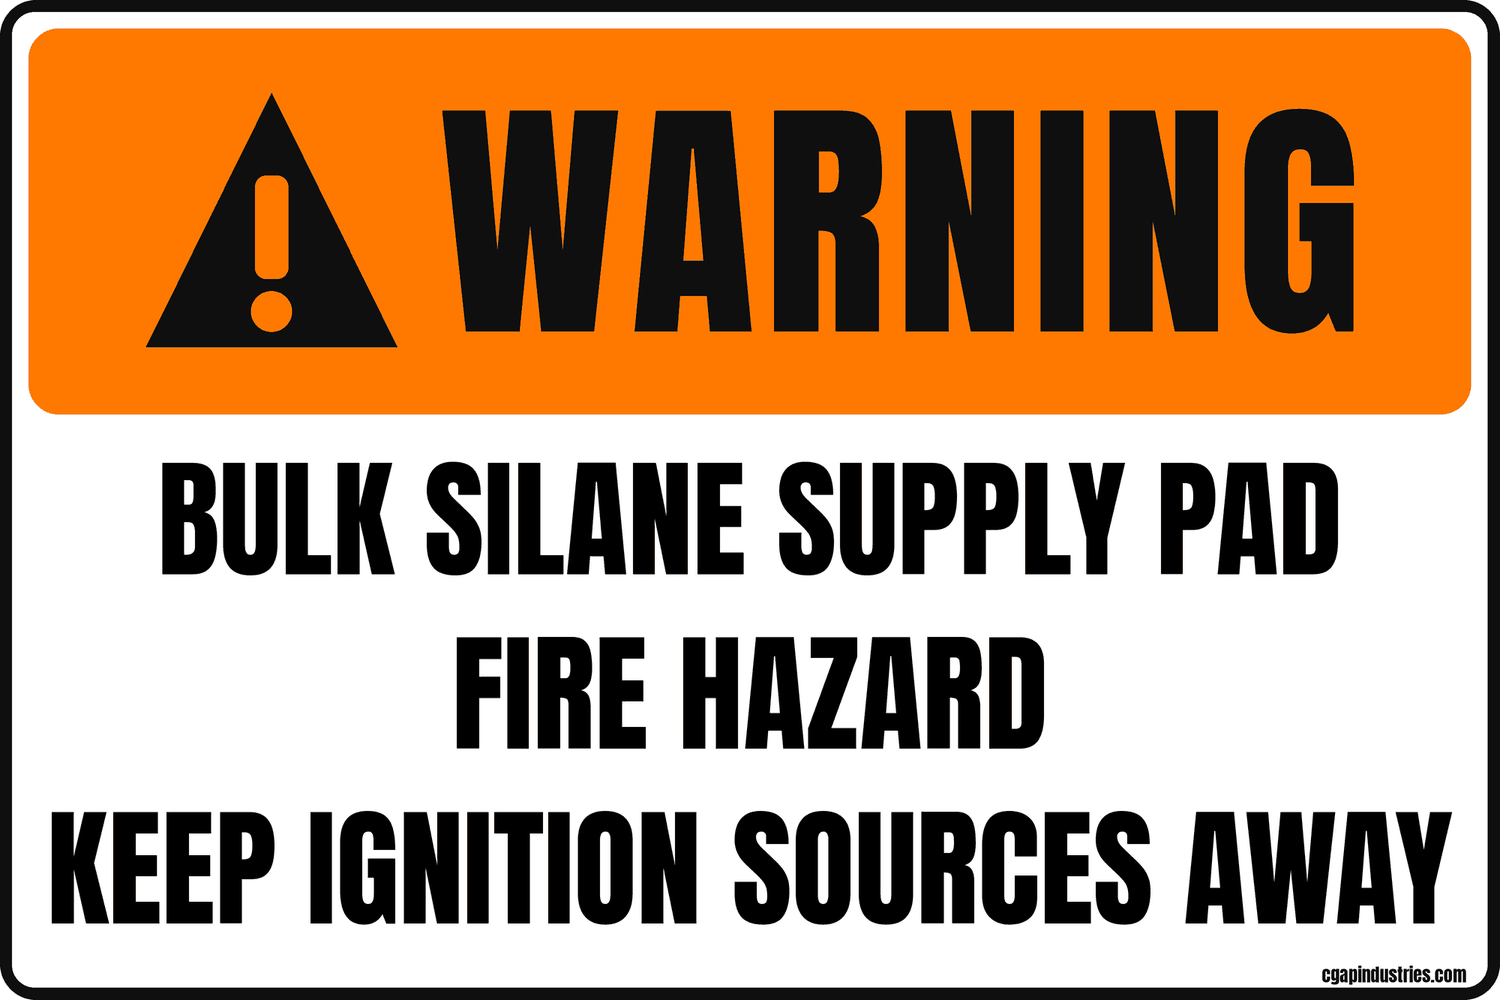 WARNING
BULK SILANE SUPPLY PAD
FIRE HAZARD
KEEP IGNITION SOURCES AWAY
cgapindustries.com